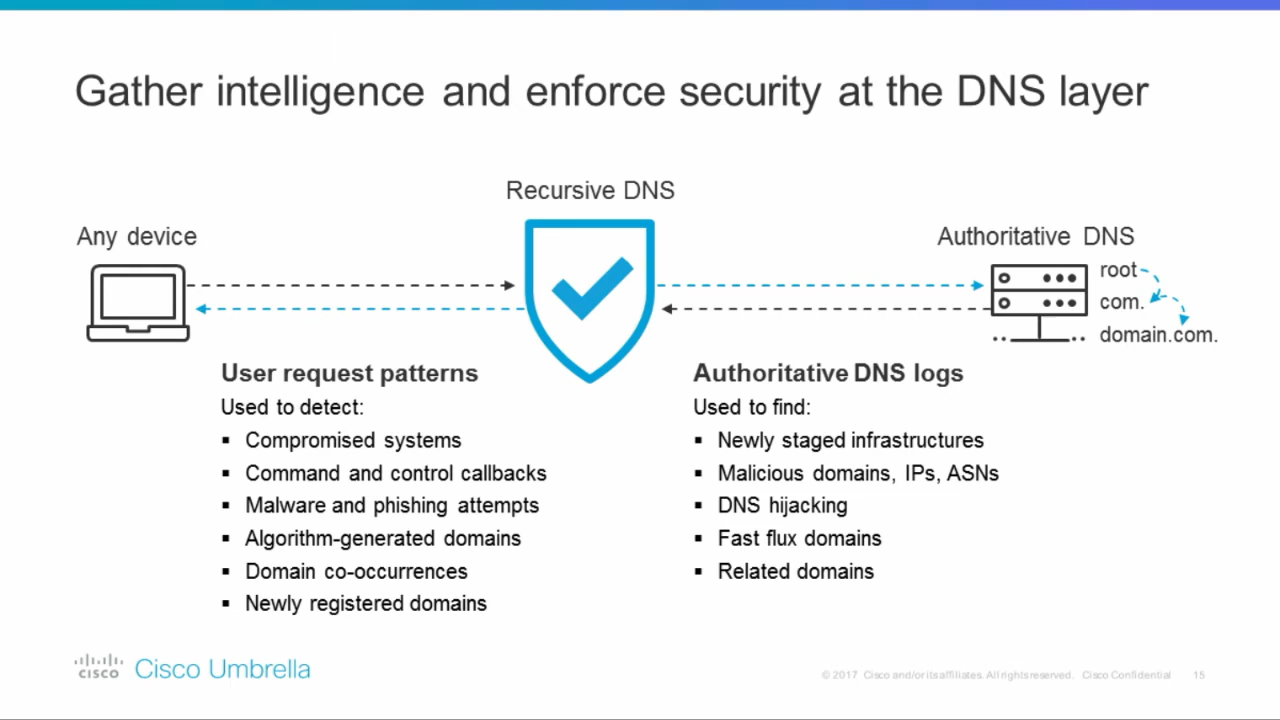 Gather intelligence and enforce security at the DNS layer
Recursive DNS
Any device
Authoritative DNS
root
com.
domain.com.
User request patterns
Used to detect:
▪ Compromised systems
▪ Command and control callbacks
▪ Malware and phishing attempts
▪ Algorithm-generated domains
▪ Domain co-occurrences
▪ Newly registered domains
Authoritative DNS logs
Used to find:
▪ Newly staged infrastructures
▪ Malicious domains, IPs, ASNs
▪ DNS hijacking
▪ Fast flux domains
▪ Related domains
CISCO Cisco Umbrella
© 2017 Cisco and/or its affiliates. All rights reserved. Cisco Confidential 15